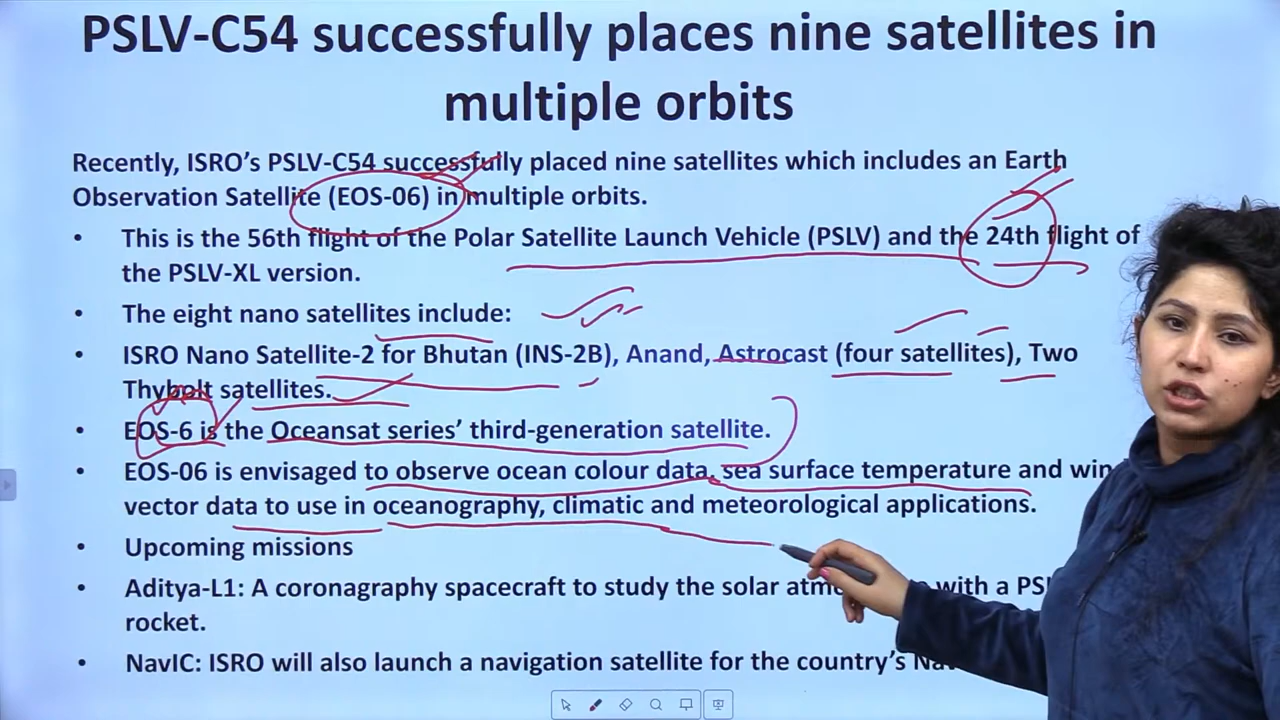 PSLV-C54 successfully places nine satellites in
multiple orbits
Recently, ISRO's PSLV-C54 successfully placed nine satellites which includes an Earth
Observation Satellite (EOS-06) in multiple orbits.
• This is the 56th flight of the Polar Satellite Launch Vehicle (PSLV) and the 24th flight of
the PSLV-XL version.
• The eight nano satellites include:
• ISRO Nano Satellite-2 for Bhutan (INS-2B), Anand, Astrocast (four satellites), Two
Thybolt satellites.
• EOS-6 is the Oceansat series' third-generation satellite.
• EOS-06 is envisaged to observe ocean colour data, sea surface temperature and
vector data to use in oceanography, climatic and meteorological applications.
• Upcoming missions
• Aditya-L1: A coronagraphy spacecraft to study the solar with a
rocket.
• NavIC: ISRO will also launch a navigation satellite for the country's